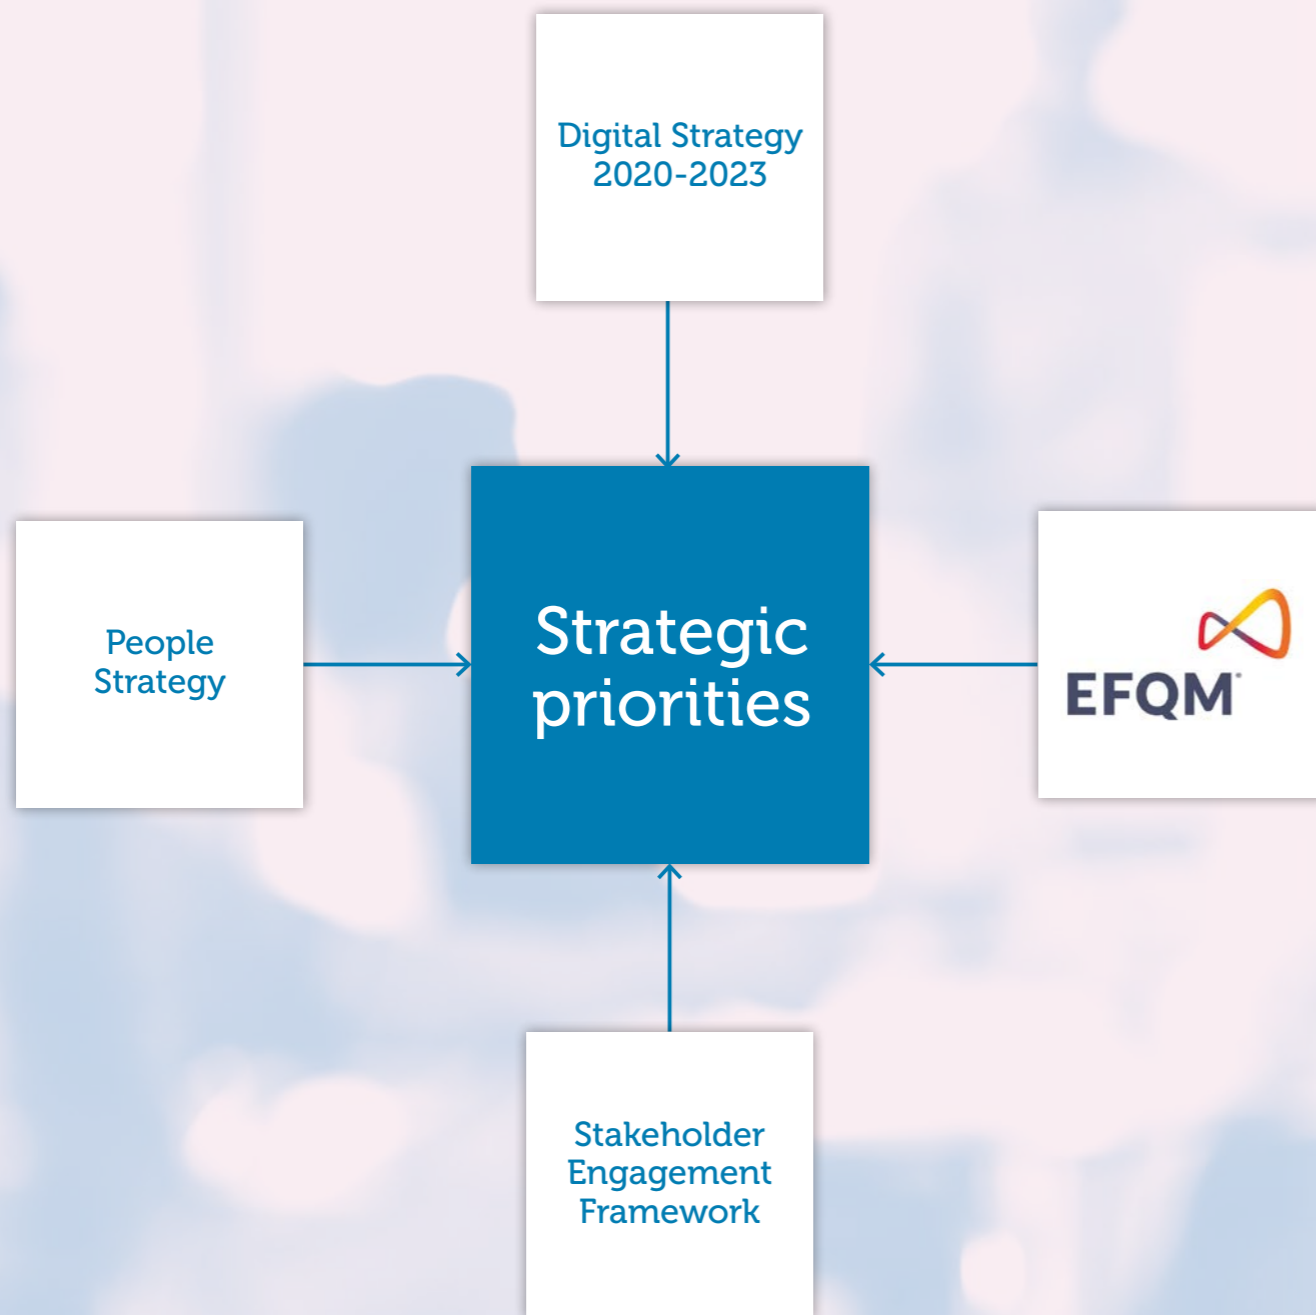 Digital Strategy
2020-2023
People
Strategy
Strategic
priorities
EFQM
Stakeholder
Engagement
Framework